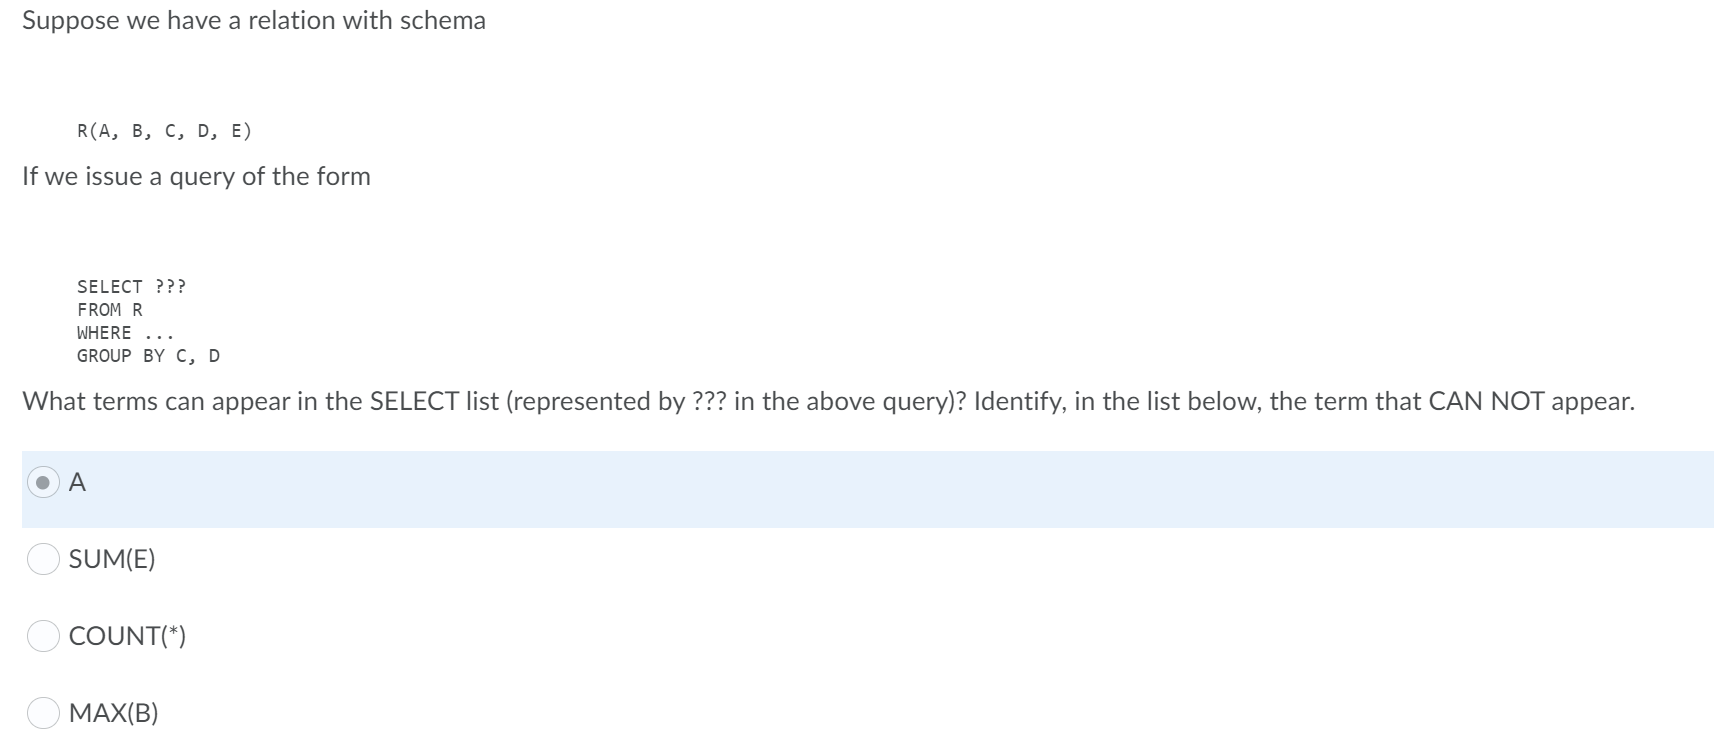 Suppose we have a relation with schema
R(A, B, C, D, E)
If we issue a query of the form
SELECT ???
FROM R
WHERE ...
GROUP BY C, D
What terms can appear in the SELECT list (represented by ??? in the above query)? Identify, in the list below, the term that CAN NOT appear.
A
SUM(E)
COUNT(*)
MAX(B)